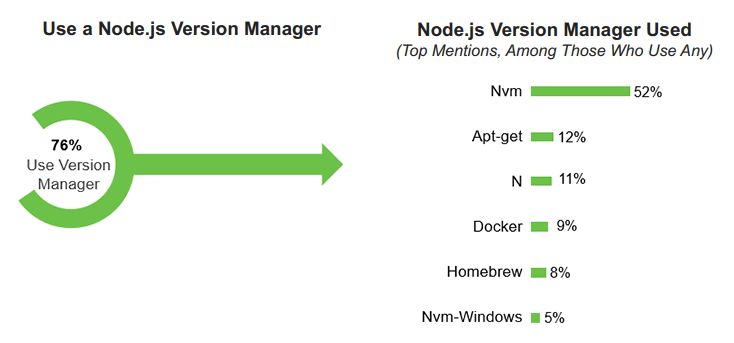 Use a Node.js Version Manager
76%
Use Version
Manager
Node.js Version Manager Used
(Top Mentions, Among Those Who Use Any)
Nvm 52%
Apt-get 12%
N 11%
Docker 9%
Homebrew 8%
Nvm-Windows 5%